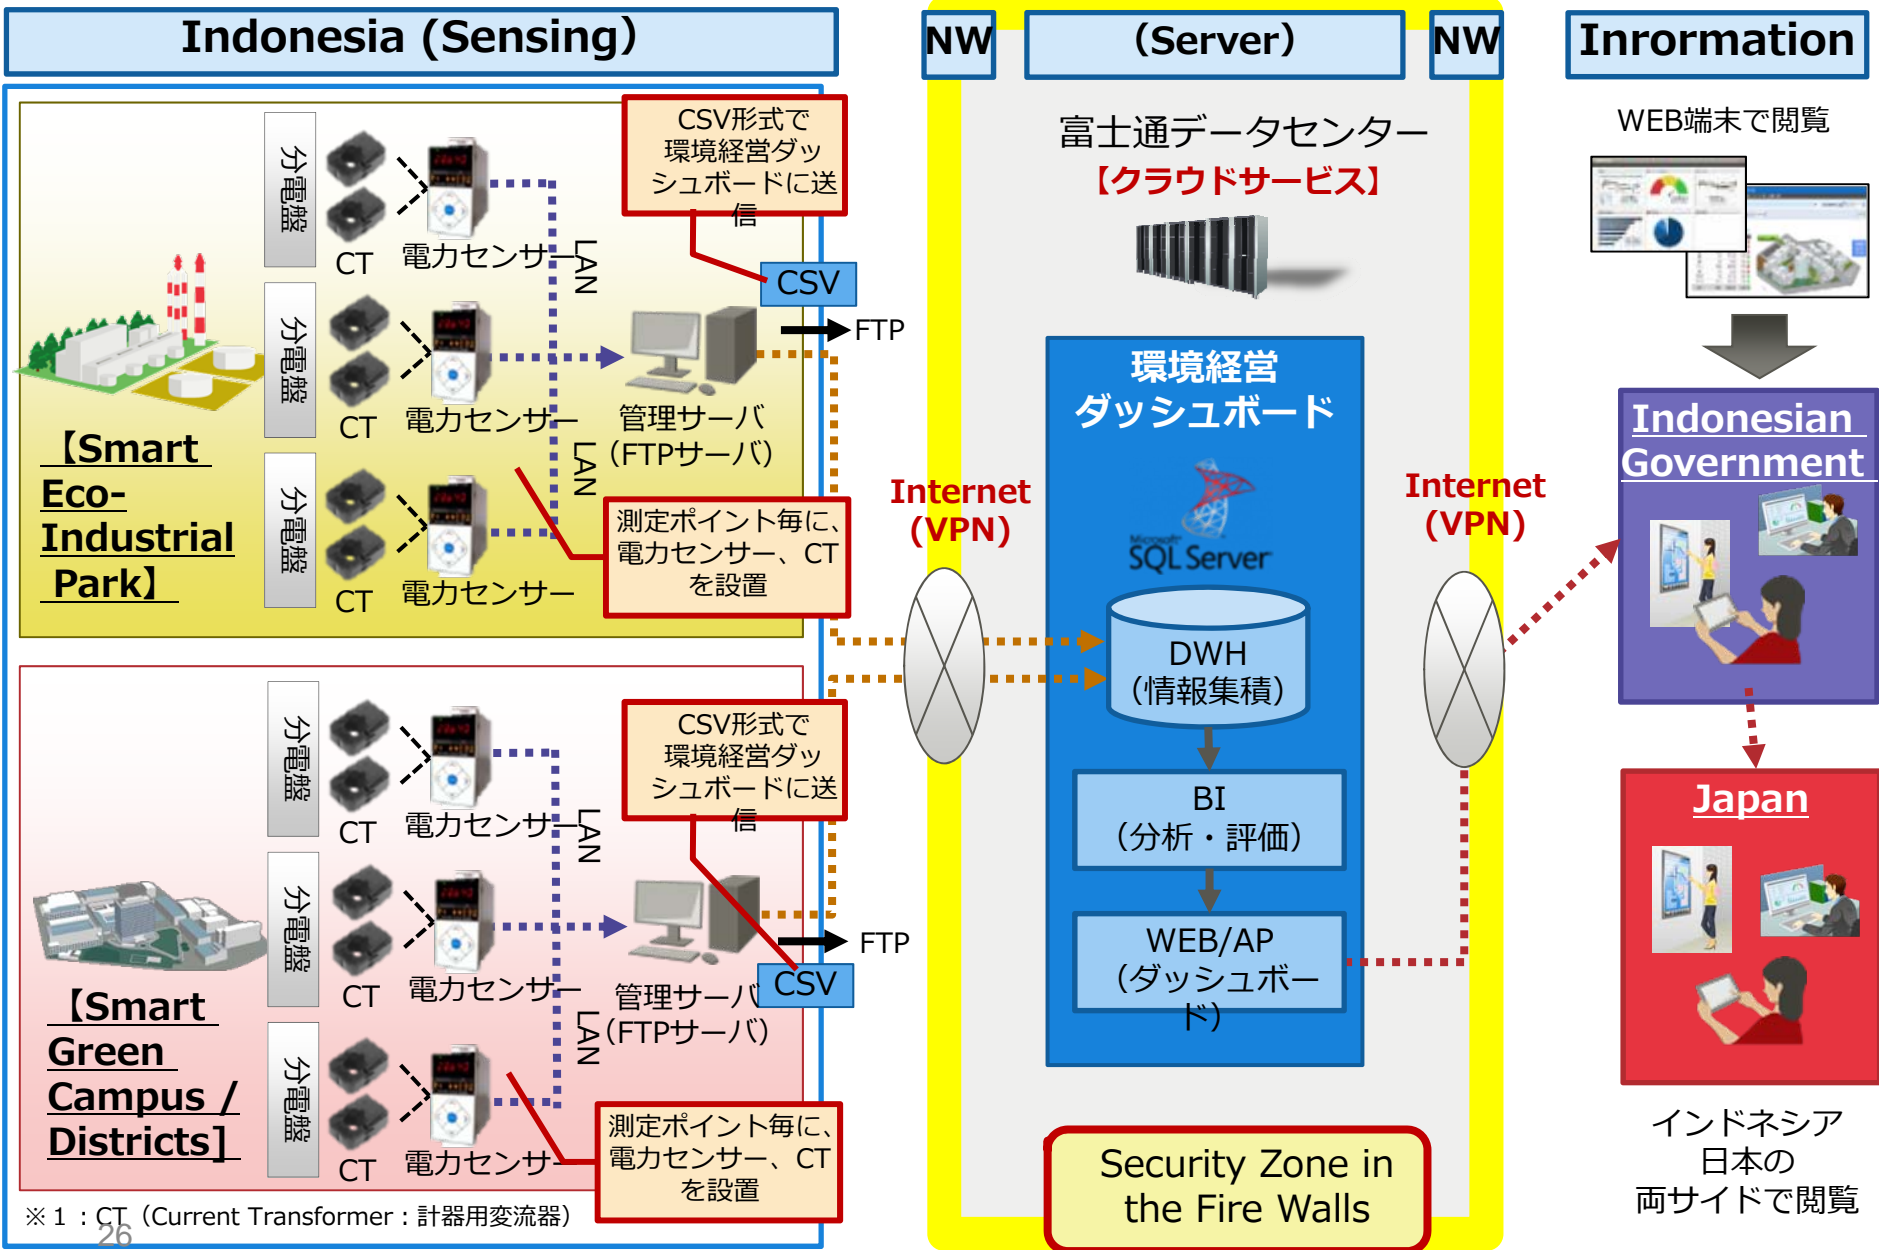 Indonesia (Sensing）
NW
（Server）
NW
Inrormation
分電盤
CT
電力センサー
LAN
CSV形式で
環境経営ダッ
シュボードに送
信
CSV
FTP
分電盤
CT
電力センサー
LAN
管理サーバ
（FTPサーバ）
分電盤
CT
電力センサー
測定ポイント毎に、
電力センサー、CT
を設置
【Smart
Eco-
Industrial
Park】
分電盤
CT
電力センサー
LAN
CSV形式で
環境経営ダッ
シュボードに送
信
分電盤
CT
電力センサー
LAN
管理サーバ
（FTPサーバ）
CSV
FTP
分電盤
CT
電力センサー
測定ポイント毎に、
電力センサー、CT
を設置
【Smart
Green
Campus /
Districts]
※１：CT（Current Transformer：計器用変流器）
26
Internet
(VPN)
富士通データセンター
【クラウドサービス】
環境経営
ダッシュボード
Microsoft
SQL Server
DWH
（情報集積）
BI
（分析・評価）
WEB/AP
（ダッシュボー
ド）
Security Zone in
the Fire Walls
Internet
(VPN)
WEB端末で閲覧
Indonesian
Government
Japan
インドネシア
日本の
両サイドで閲覧